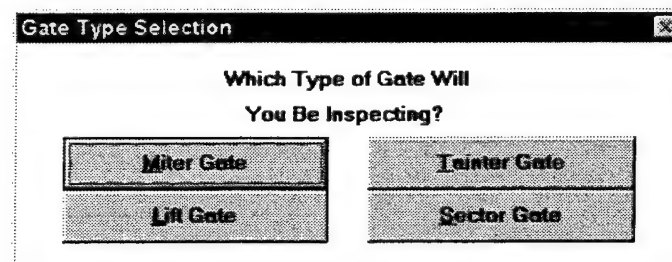 Gate Type Selection
Which Type of Gate Will
You Be Inspecting?
Miter Gate
Tainter Gate
Lift Gate
Sector Gate